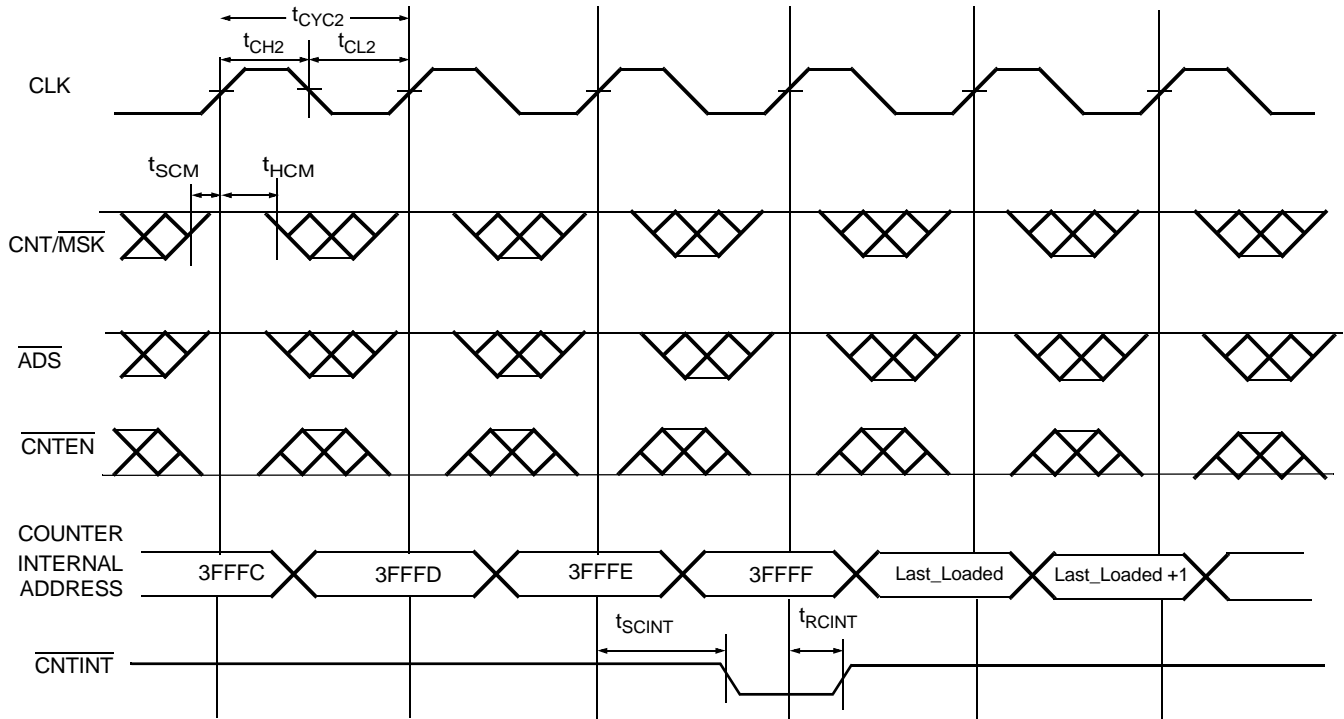 tCYC2
tCH2 tCL2
CLK
tSCM tHCM
CNT/MSK
ADS
CNTEN
COUNTER
INTERNAL
ADDRESS
3FFFC 3FFFD 3FFFE 3FFFF Last_Loaded Last_Loaded +1
tSCINT tRCINT
CNTINT